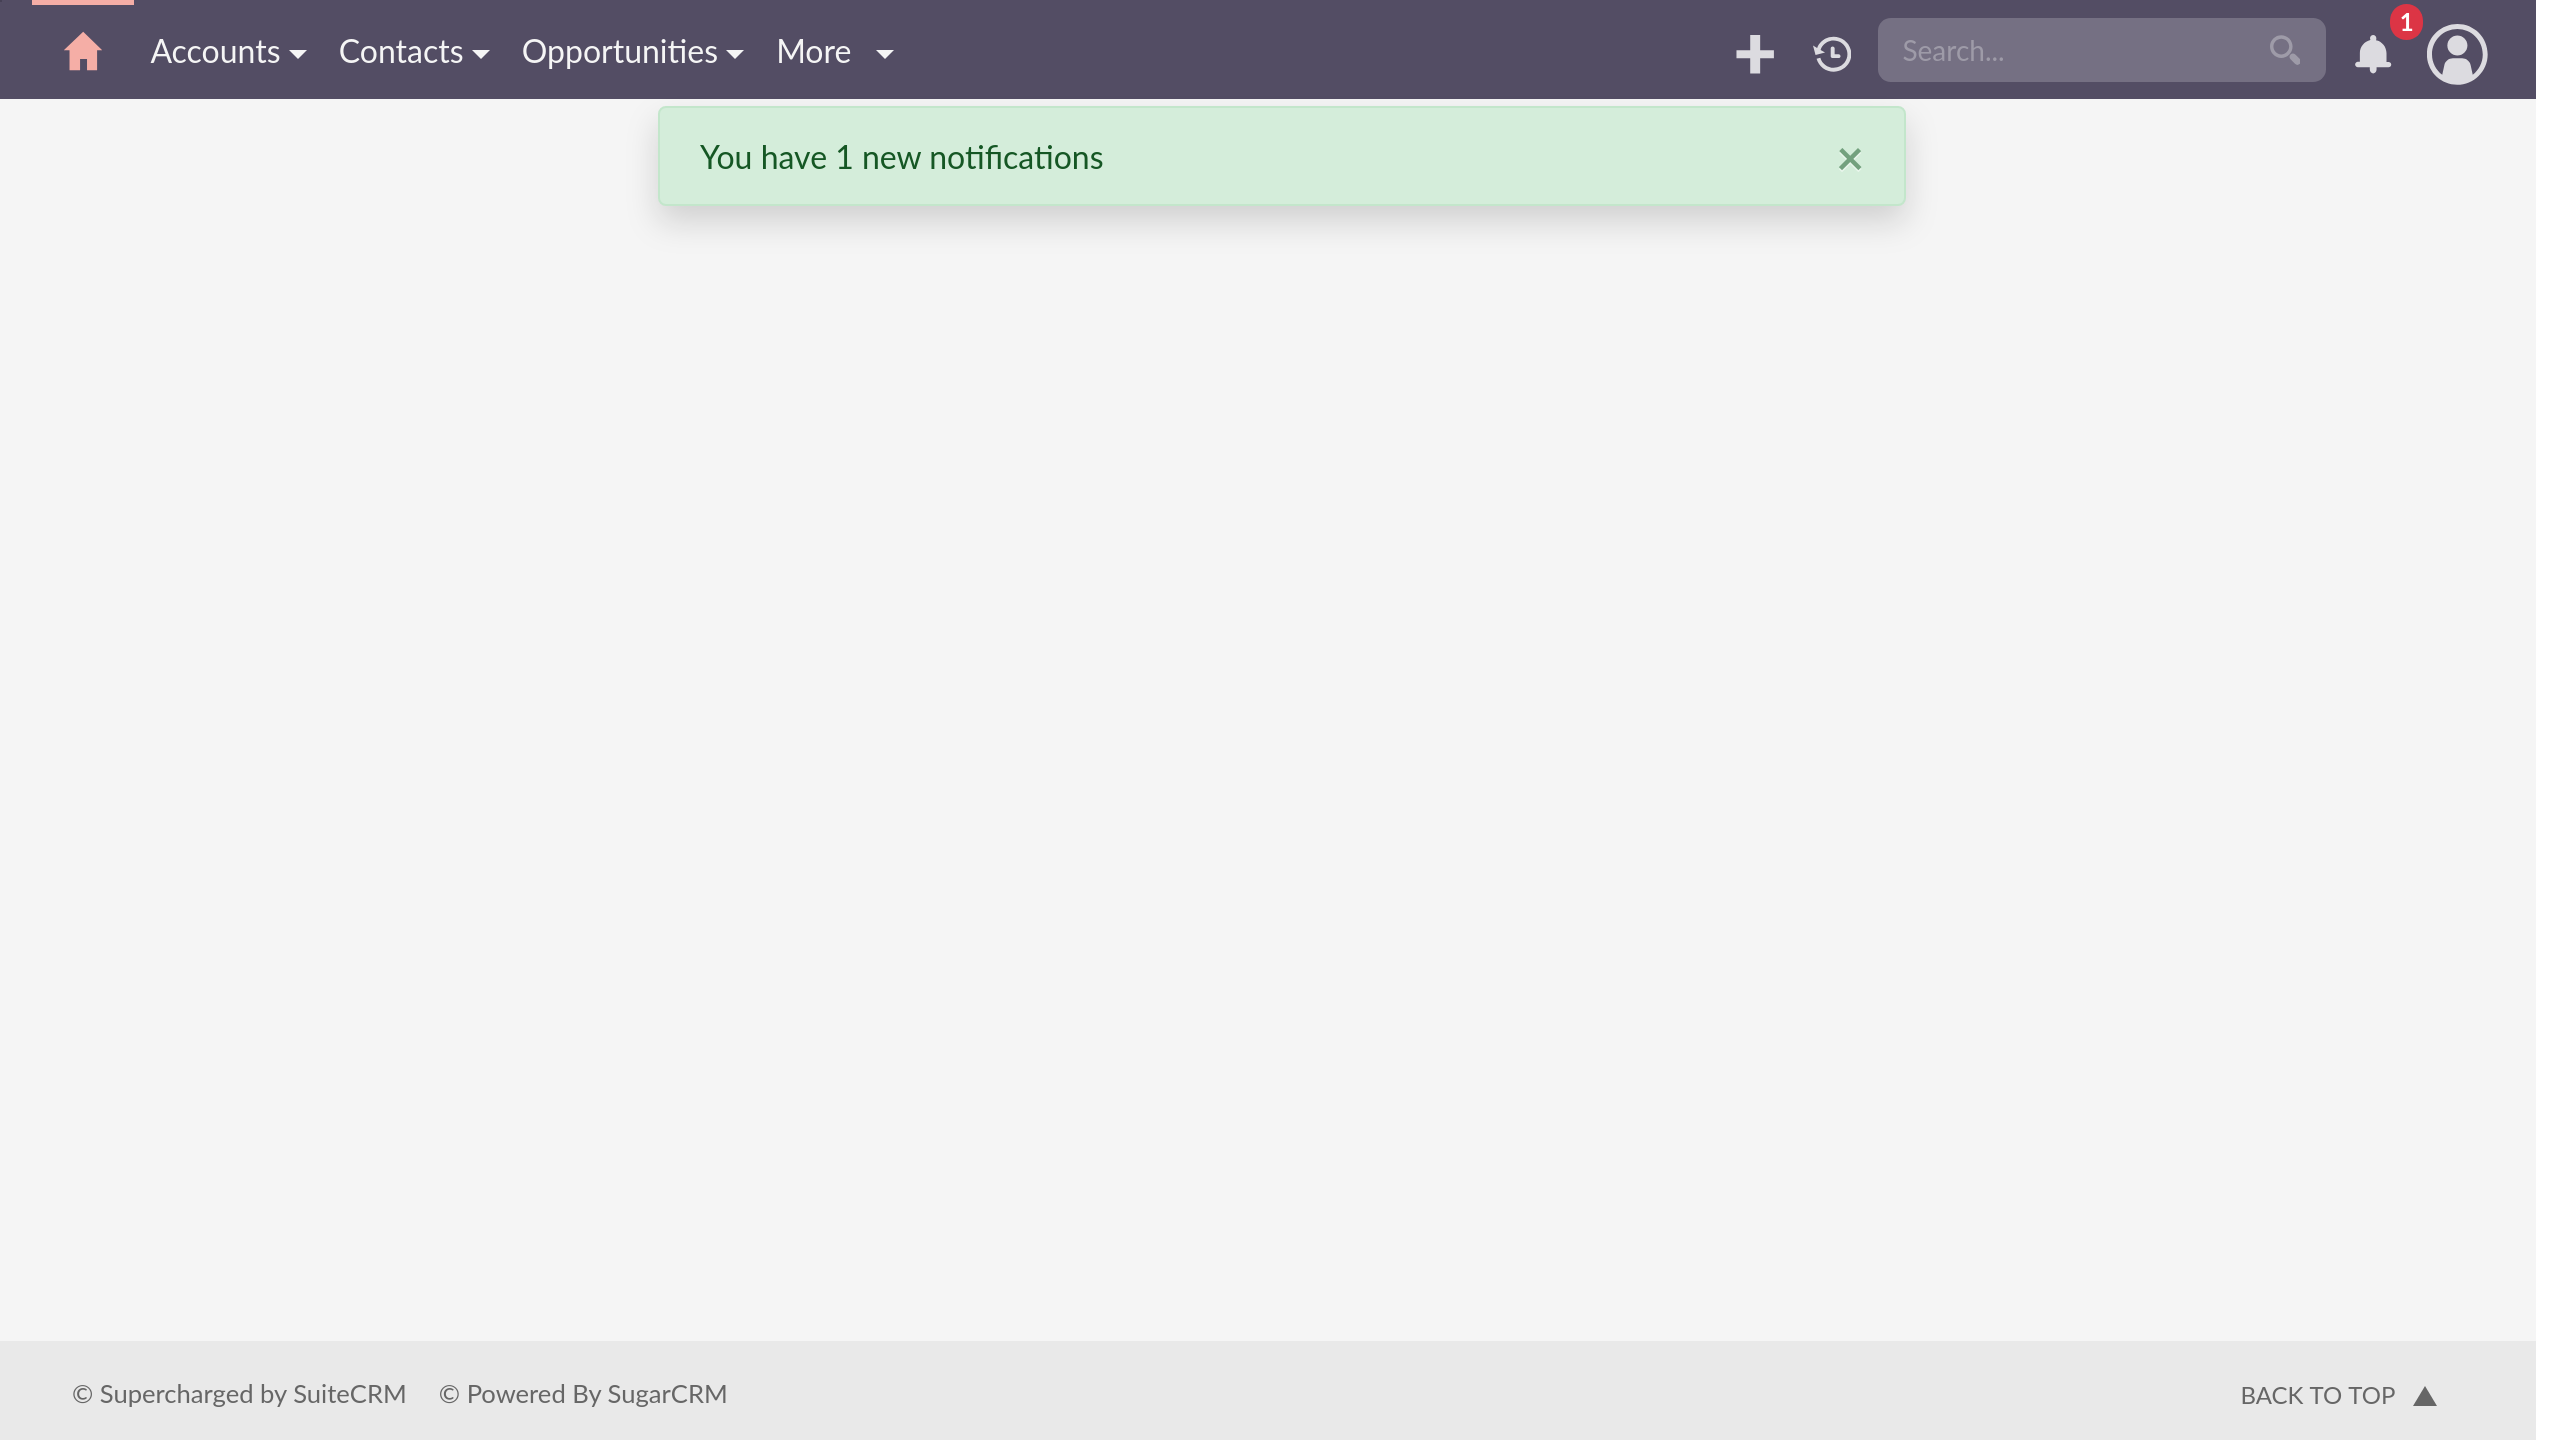 Accounts Contacts Opportunities More Search... 1
You have 1 new notifications ×
© Supercharged by SuiteCRM © Powered By SugarCRM BACK TO TOP